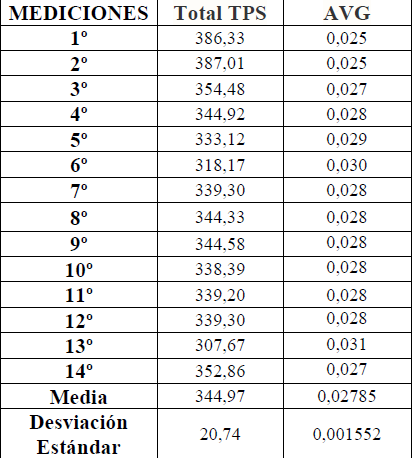 MEDICIONES Total TPS AVG
1º 386,33 0,025
2º 387,01 0,025
3º 354,48 0,027
4º 344,92 0,028
5º 333,12 0,029
6º 318,17 0,030
7º 339,30 0,028
8º 344,33 0,028
9º 344,58 0,028
10º 338,39 0,028
11º 339,20 0,028
12º 339,30 0,028
13º 307,67 0,031
14º 352,86 0,027
Media 344,97 0,02785
Desviación
Estándar 20,74 0,001552